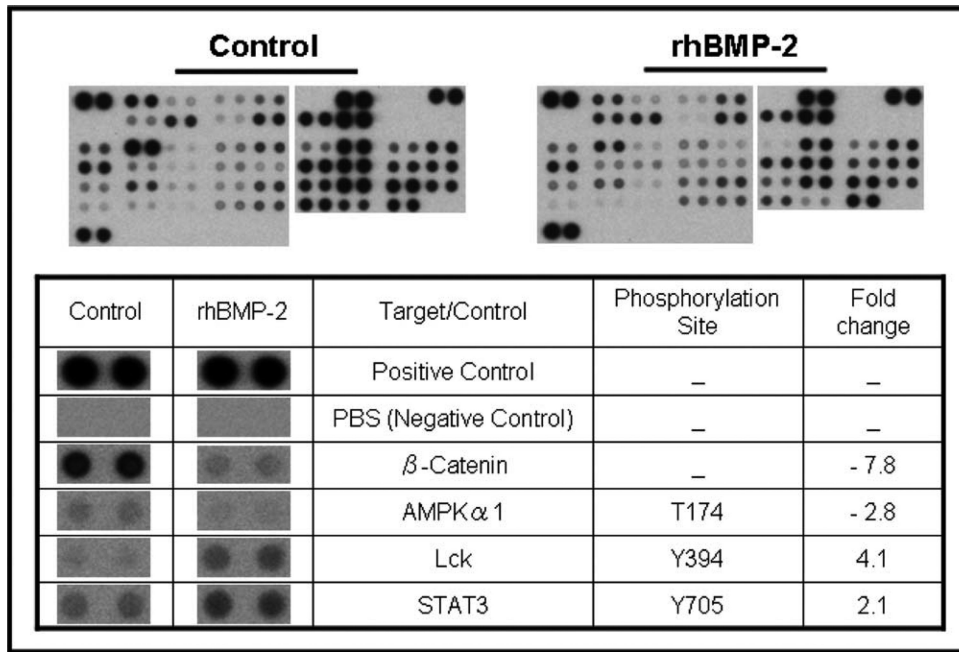 Control rhBMP-2
Control rhBMP-2 Target/Control Phosphorylation Site Fold change
Positive Control _ _
PBS (Negative Control) _ _
β-Catenin _ - 7.8
AMPKα1 T174 - 2.8
Lck Y394 4.1
STAT3 Y705 2.1